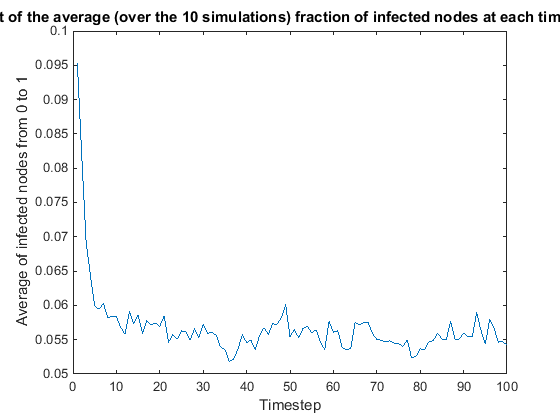 t of the average (over the 10 simulations) fraction of infected nodes at each tim
0.1
0.095
0.09
0.085
0.08
0.075
0.07
0.065
0.06
0.055
0.05
Average of infected nodes from 0 to 1
0 10 20 30 40 50 60 70 80 90 100
Timestep